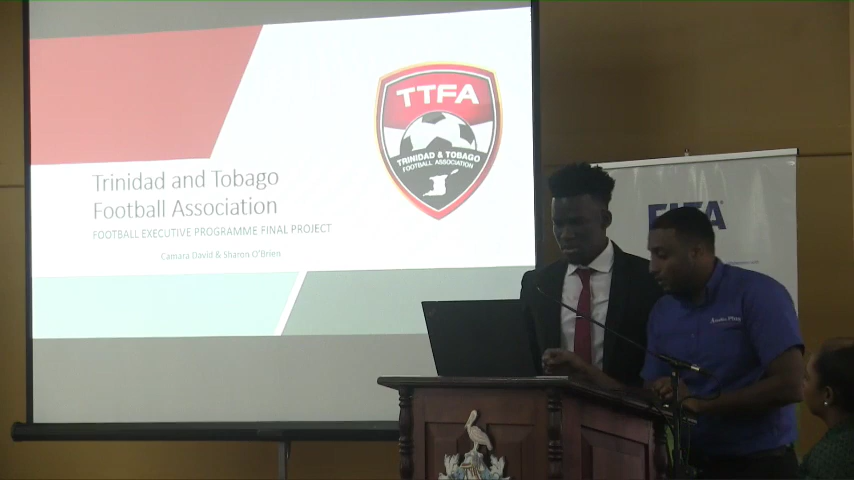 TTFA
TRINIDAD & TOBAGO
FOOTBALL ASSOCIATION
Trinidad and Tobago
Football Association
FOOTBALL EXECUTIVE PROGRAMME FINAL PROJECT
Camara David & Sharon O'Brien
FIFA